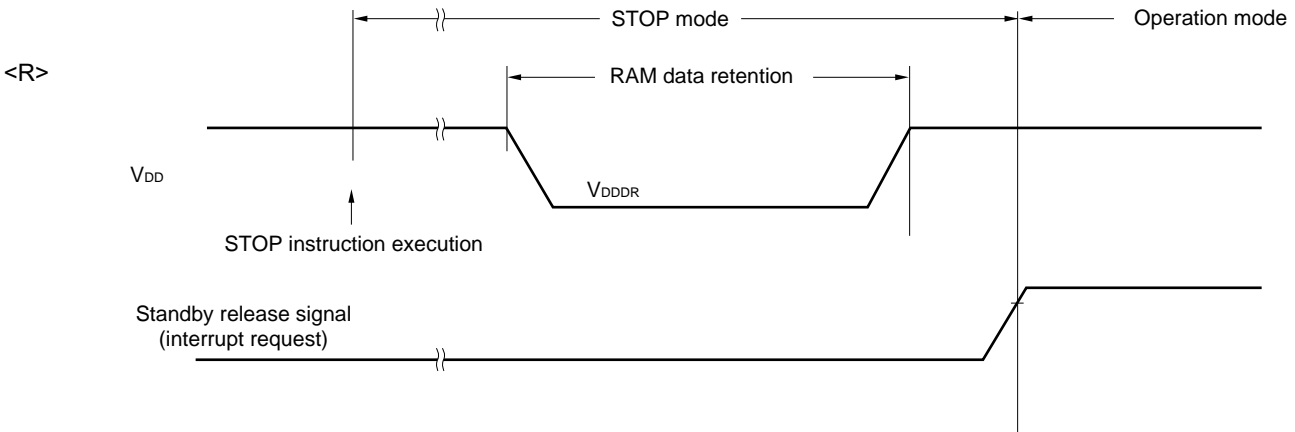 STOP mode
Operation mode
<R>
RAM data retention
VDD
VDDDR
STOP instruction execution
Standby release signal
(interrupt request)